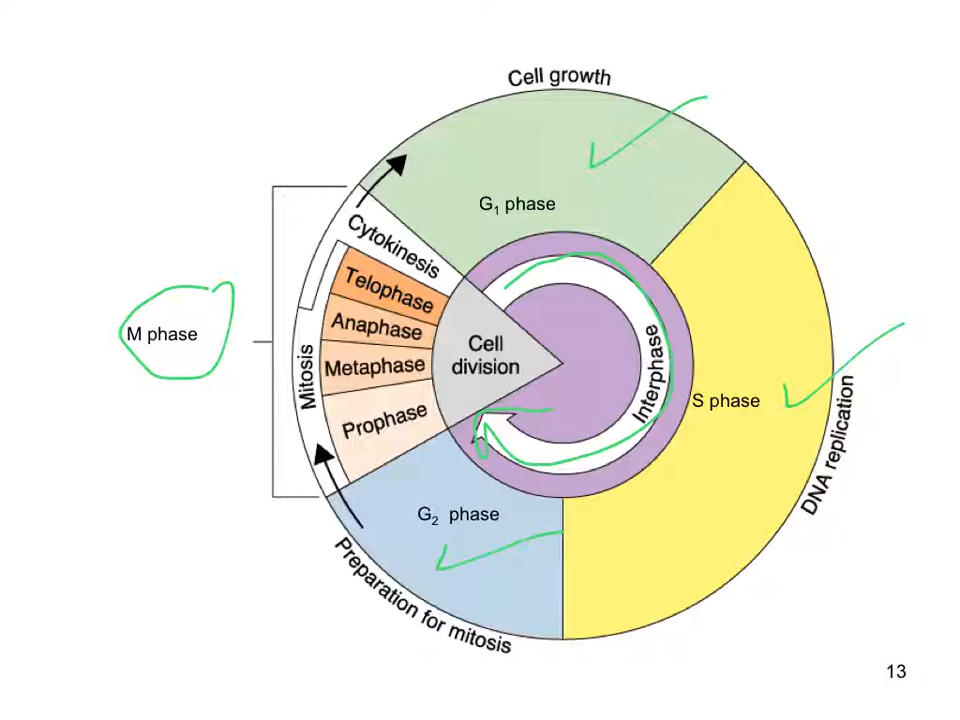 Cell growth
G₁ phase
Cytokinesis
Telophase
Anaphase
Metaphase
Prophase
Mitosis
M phase
Cell
division
Interphase
S phase
DNA replication
G₂ phase
Preparation for mitosis
13